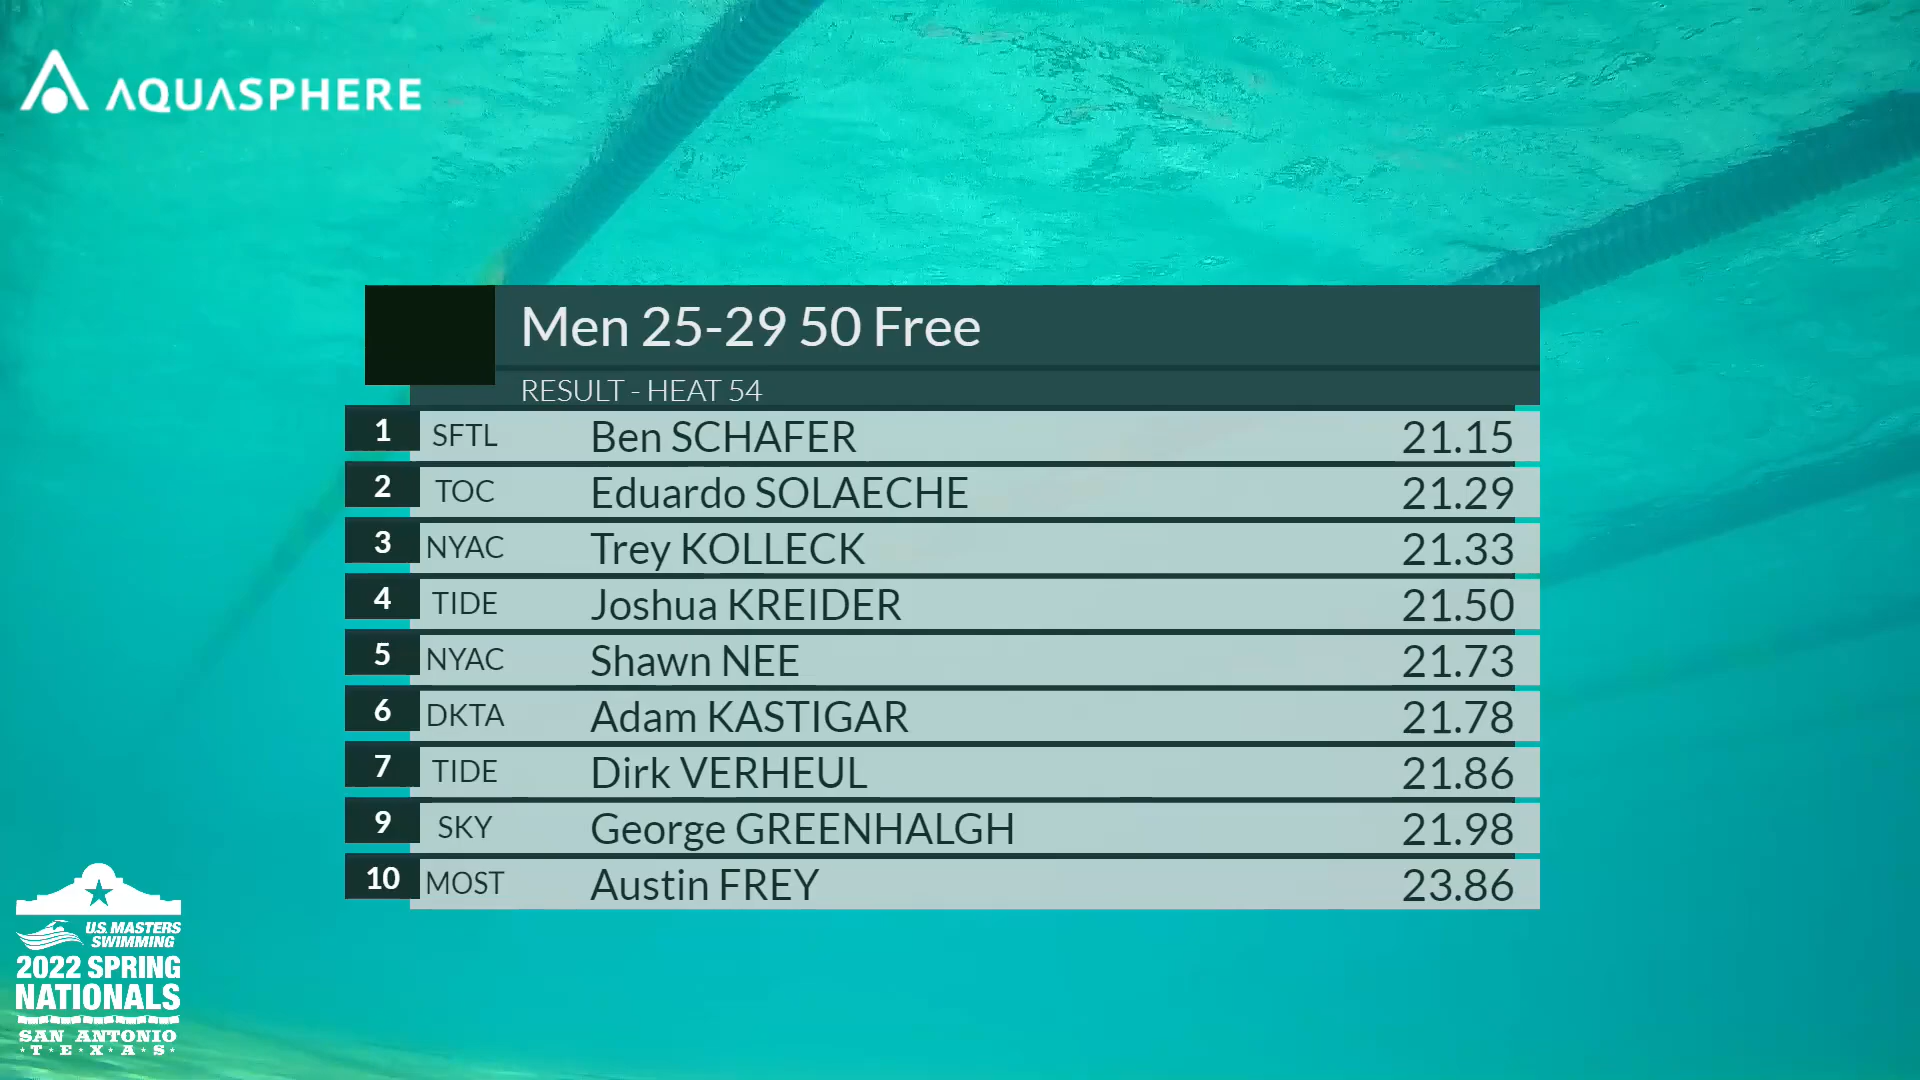 AQUASPHERE
Men 25-29 50 Free
RESULT - HEAT 54
1 SFTL Ben SCHAFER 21.15
2 TOC Eduardo SOLAECHE 21.29
3 NYAC Trey KOLLECK 21.33
4 TIDE Joshua KREIDER 21.50
5 NYAC Shawn NEE 21.73
6 DKTA Adam KASTIGAR 21.78
7 TIDE Dirk VERHEUL 21.86
9 SKY George GREENHALGH 21.98
10 MOST Austin FREY 23.86
U.S. MASTERS
SWIMMING
2022 SPRING
NATIONALS
SAN ANTONIO
TEXAS